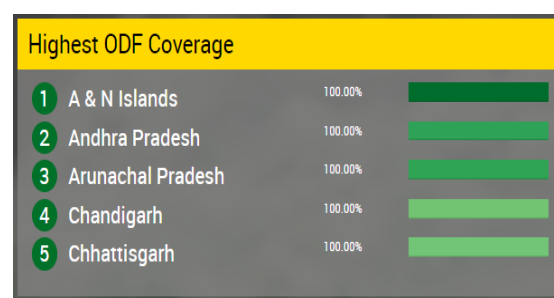 Highest ODF Coverage
1 A & N Islands 100.00%
2 Andhra Pradesh 100.00%
3 Arunachal Pradesh 100.00%
4 Chandigarh 100.00%
5 Chhattisgarh 100.00%